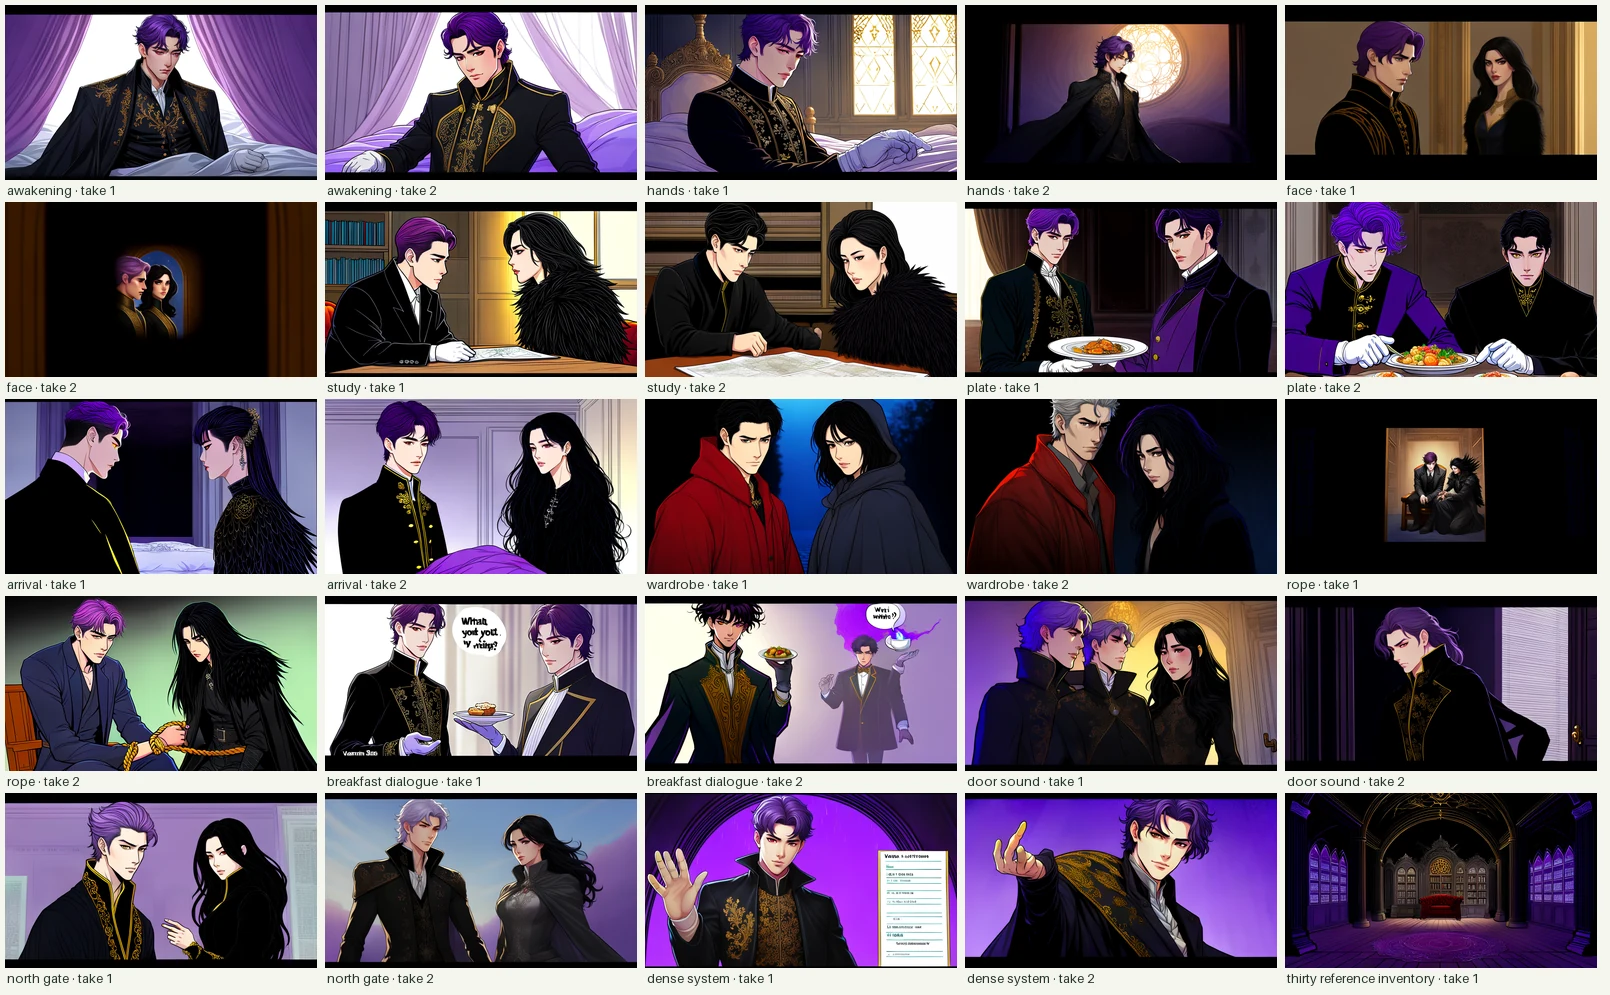 awakening · take 1
awakening · take 2
hands · take 1
hands · take 2
face · take 1
face · take 2
study · take 1
study · take 2
plate · take 1
plate · take 2
arrival · take 1
arrival · take 2
wardrobe · take 1
wardrobe · take 2
rope · take 1
rope · take 2
breakfast dialogue · take 1
breakfast dialogue · take 2
door sound · take 1
door sound · take 2
north gate · take 1
north gate · take 2
dense system · take 1
dense system · take 2
thirty reference inventory · take 1